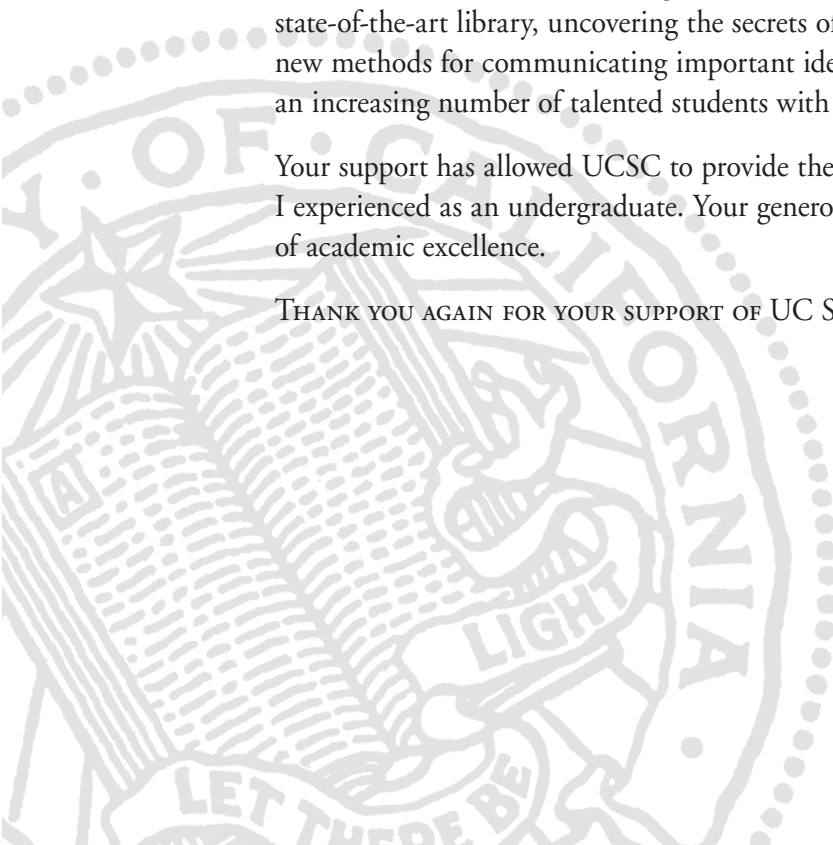 state-of-the-art library, uncovering the secrets of
new methods for communicating important ide
an increasing number of talented students with
Your support has allowed UCSC to provide the
I experienced as an undergraduate. Your genero
of academic excellence.
THANK YOU AGAIN FOR YOUR SUPPORT OF UC S
Y · OF · CALIFORNIA ·
A
LIGHT
LET THERE BE